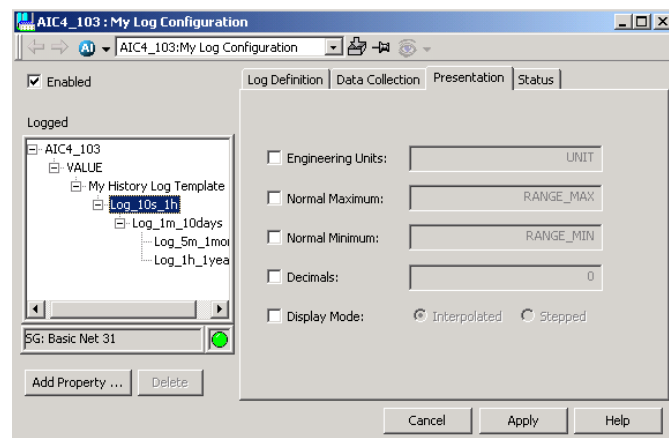 AIC4_103 : My Log Configuration
AIC4_103:My Log Configuration
Enabled
Log Definition
Data Collection
Presentation
Status
Logged
AIC4_103
VALUE
My History Log Template
Log_10s_1h
Log_1m_10days
Log_5m_1mo
Log_1h_1yea
SG: Basic Net 31
Add Property ...
Delete
Engineering Units:
UNIT
Normal Maximum:
RANGE_MAX
Normal Minimum:
RANGE_MIN
Decimals:
0
Display Mode:
Interpolated
Stepped
Cancel
Apply
Help